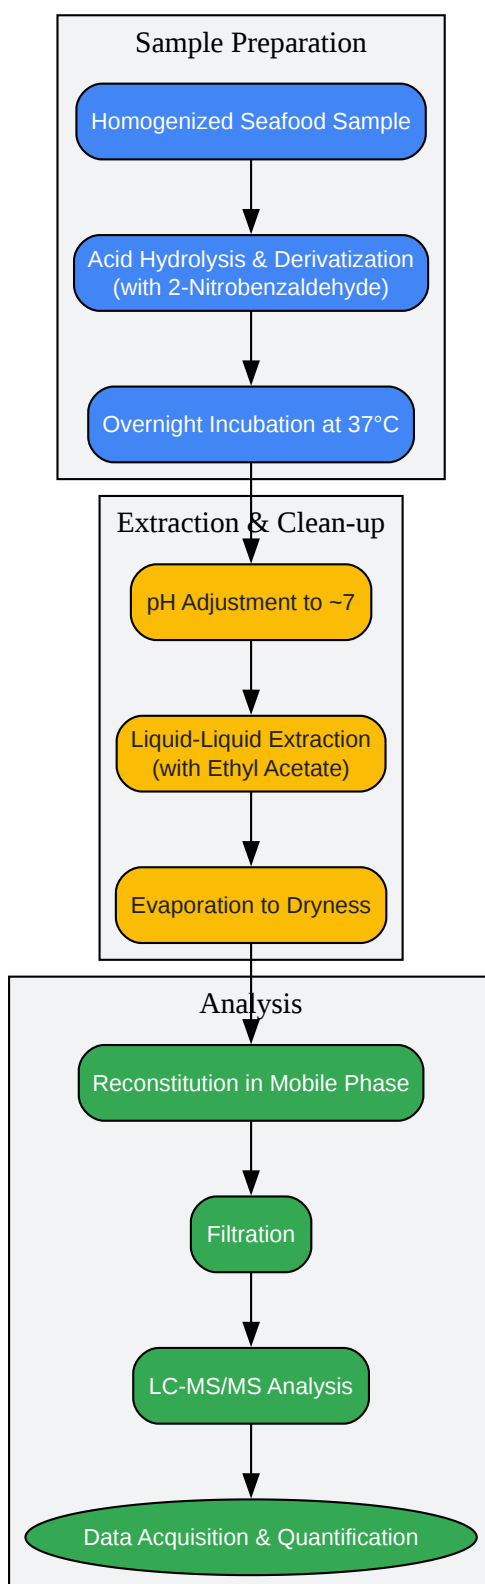 Sample Preparation
Homogenized Seafood Sample
Acid Hydrolysis & Derivatization
(with 2-Nitrobenzaldehyde)
Overnight Incubation at 37°C
Extraction & Clean-up
pH Adjustment to ~7
Liquid-Liquid Extraction
(with Ethyl Acetate)
Evaporation to Dryness
Analysis
Reconstitution in Mobile Phase
Filtration
LC-MS/MS Analysis
Data Acquisition & Quantification